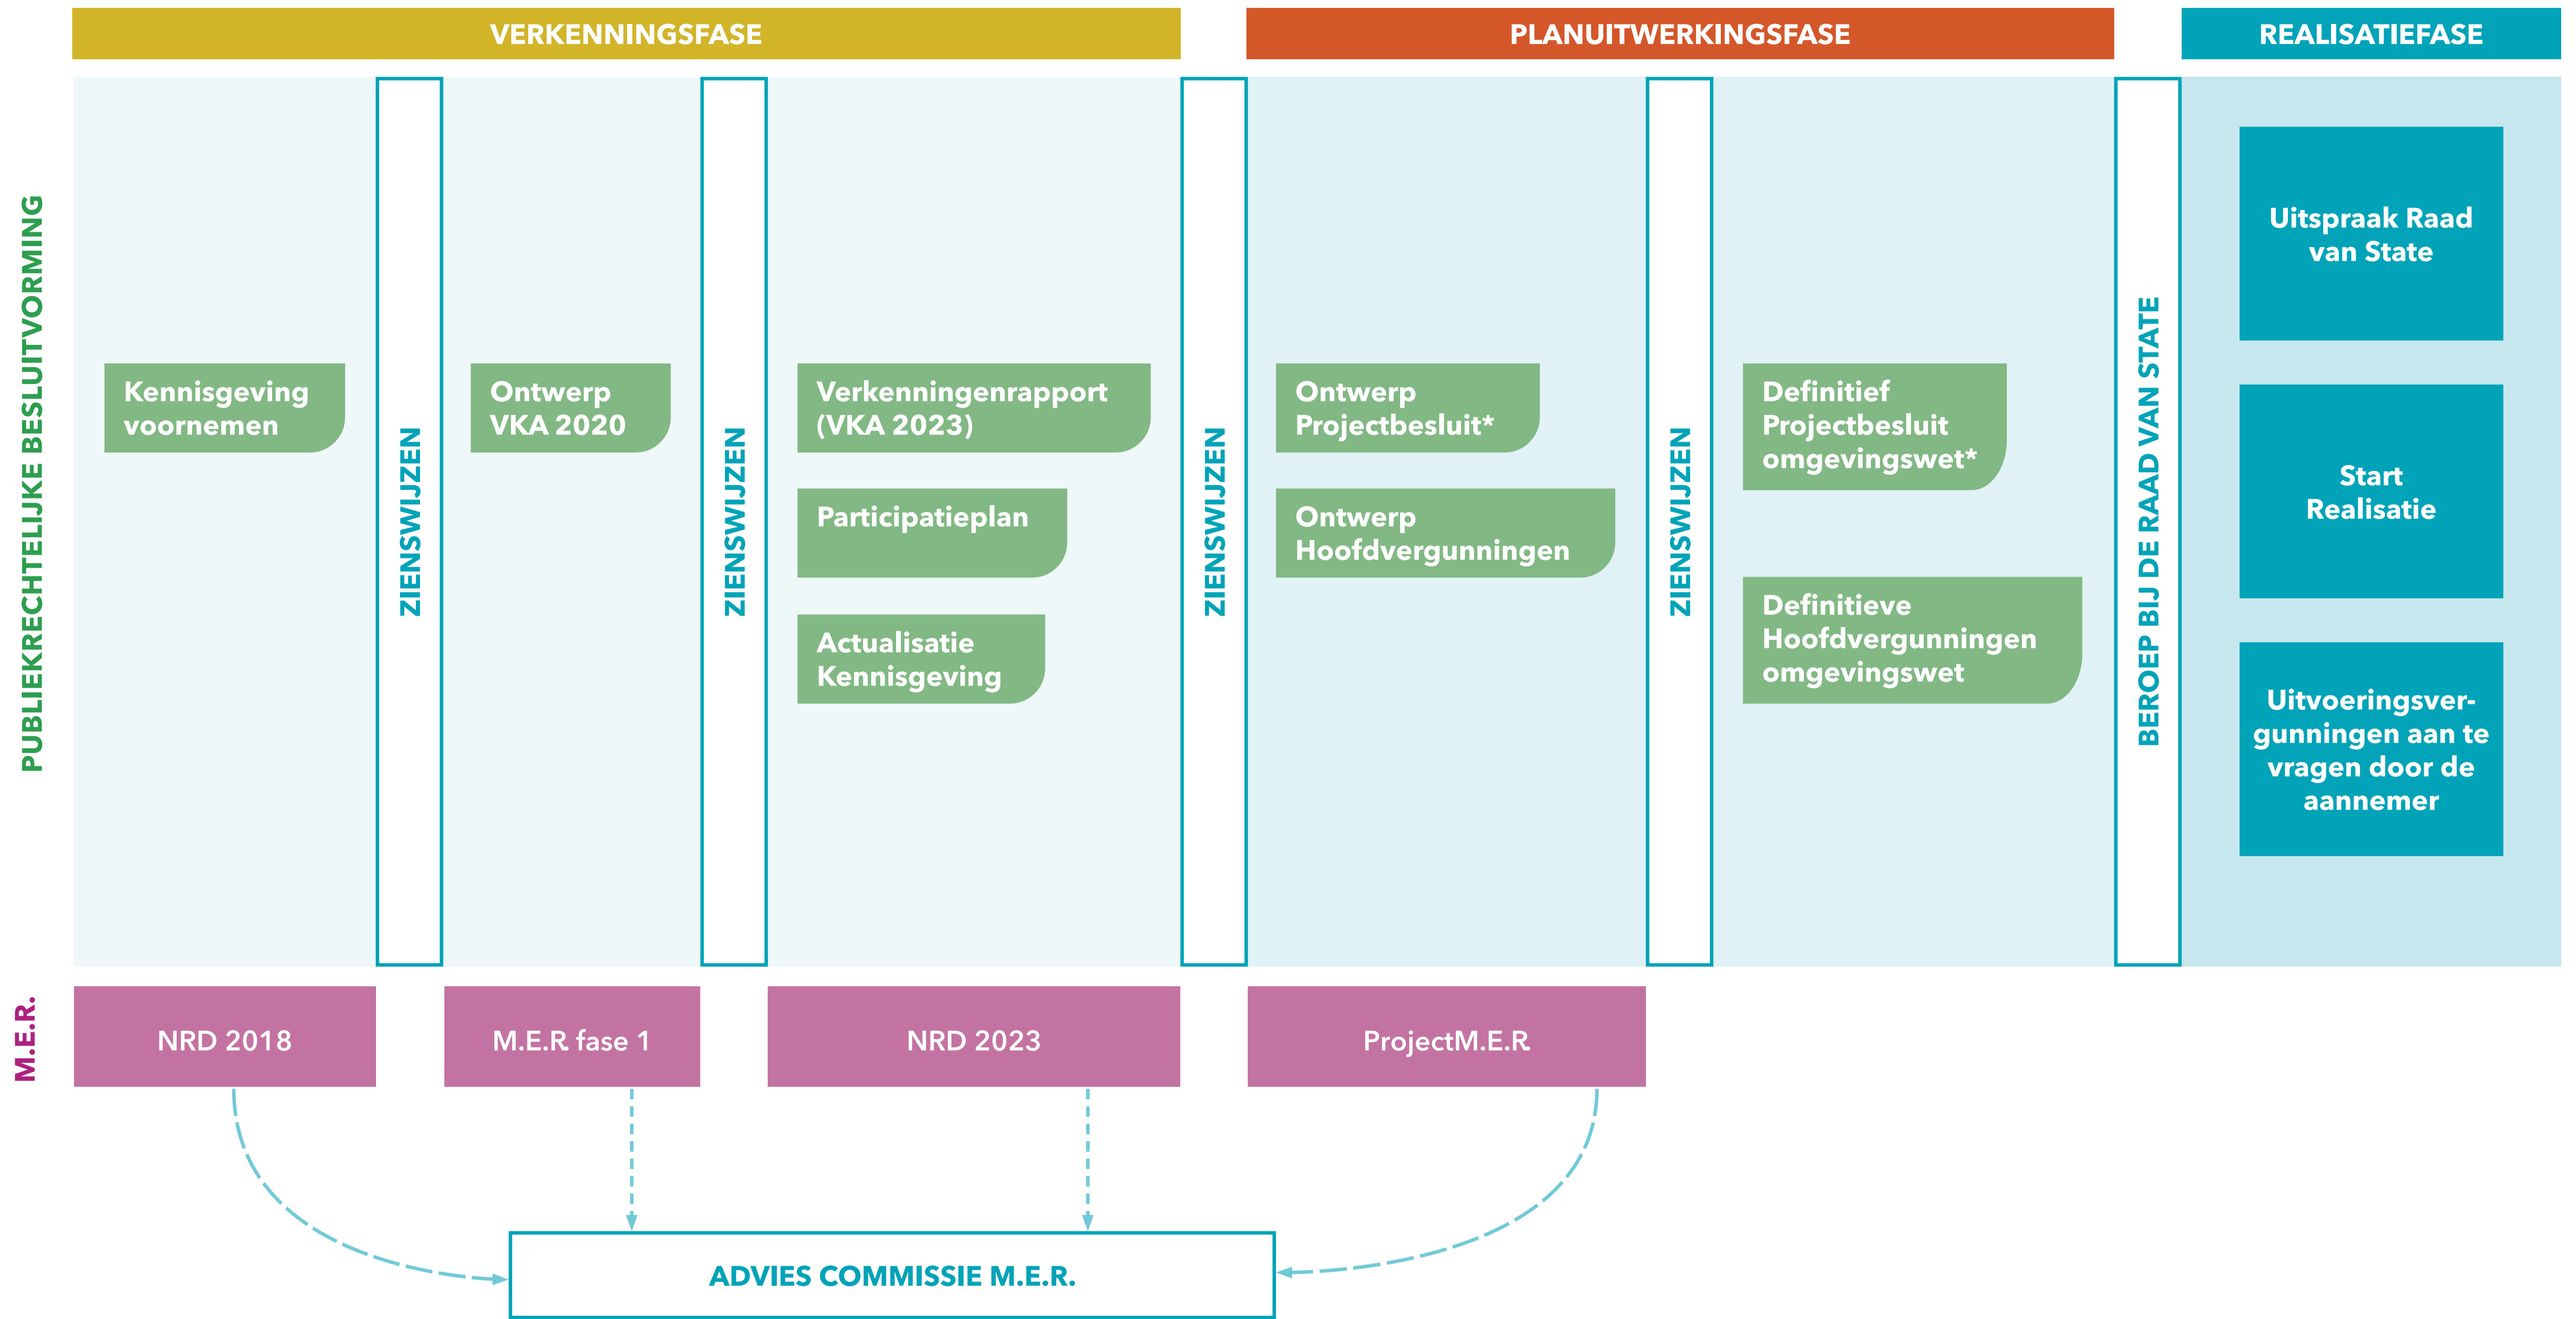 VERKENNINGSFASE
PLANUITWERKINGSFASE
REALISATIEFASE
PUBLIEKRECHTELIJKE BESLUITVORMING
Kennisgeving
voornemen
ZIENSWIJZEN
Ontwerp
VKA 2020
ZIENSWIJZEN
Verkenningenrapport
(VKA 2023)
Participatieplan
Actualisatie
Kennisgeving
ZIENSWIJZEN
Ontwerp
Projectbesluit*
Ontwerp
Hoofdvergunningen
ZIENSWIJZEN
Definitief
Projectbesluit
omgevingswet*
Definitieve
Hoofdvergunningen
omgevingswet
BEROEP BIJ DE RAAD VAN STATE
Uitspraak Raad
van State
Start
Realisatie
Uitvoeringsver-
gunningen aan te
vragen door de
aannemer
M.E.R.
NRD 2018
M.E.R. fase 1
NRD 2023
ProjectM.E.R.
ADVIES COMMISSIE M.E.R.